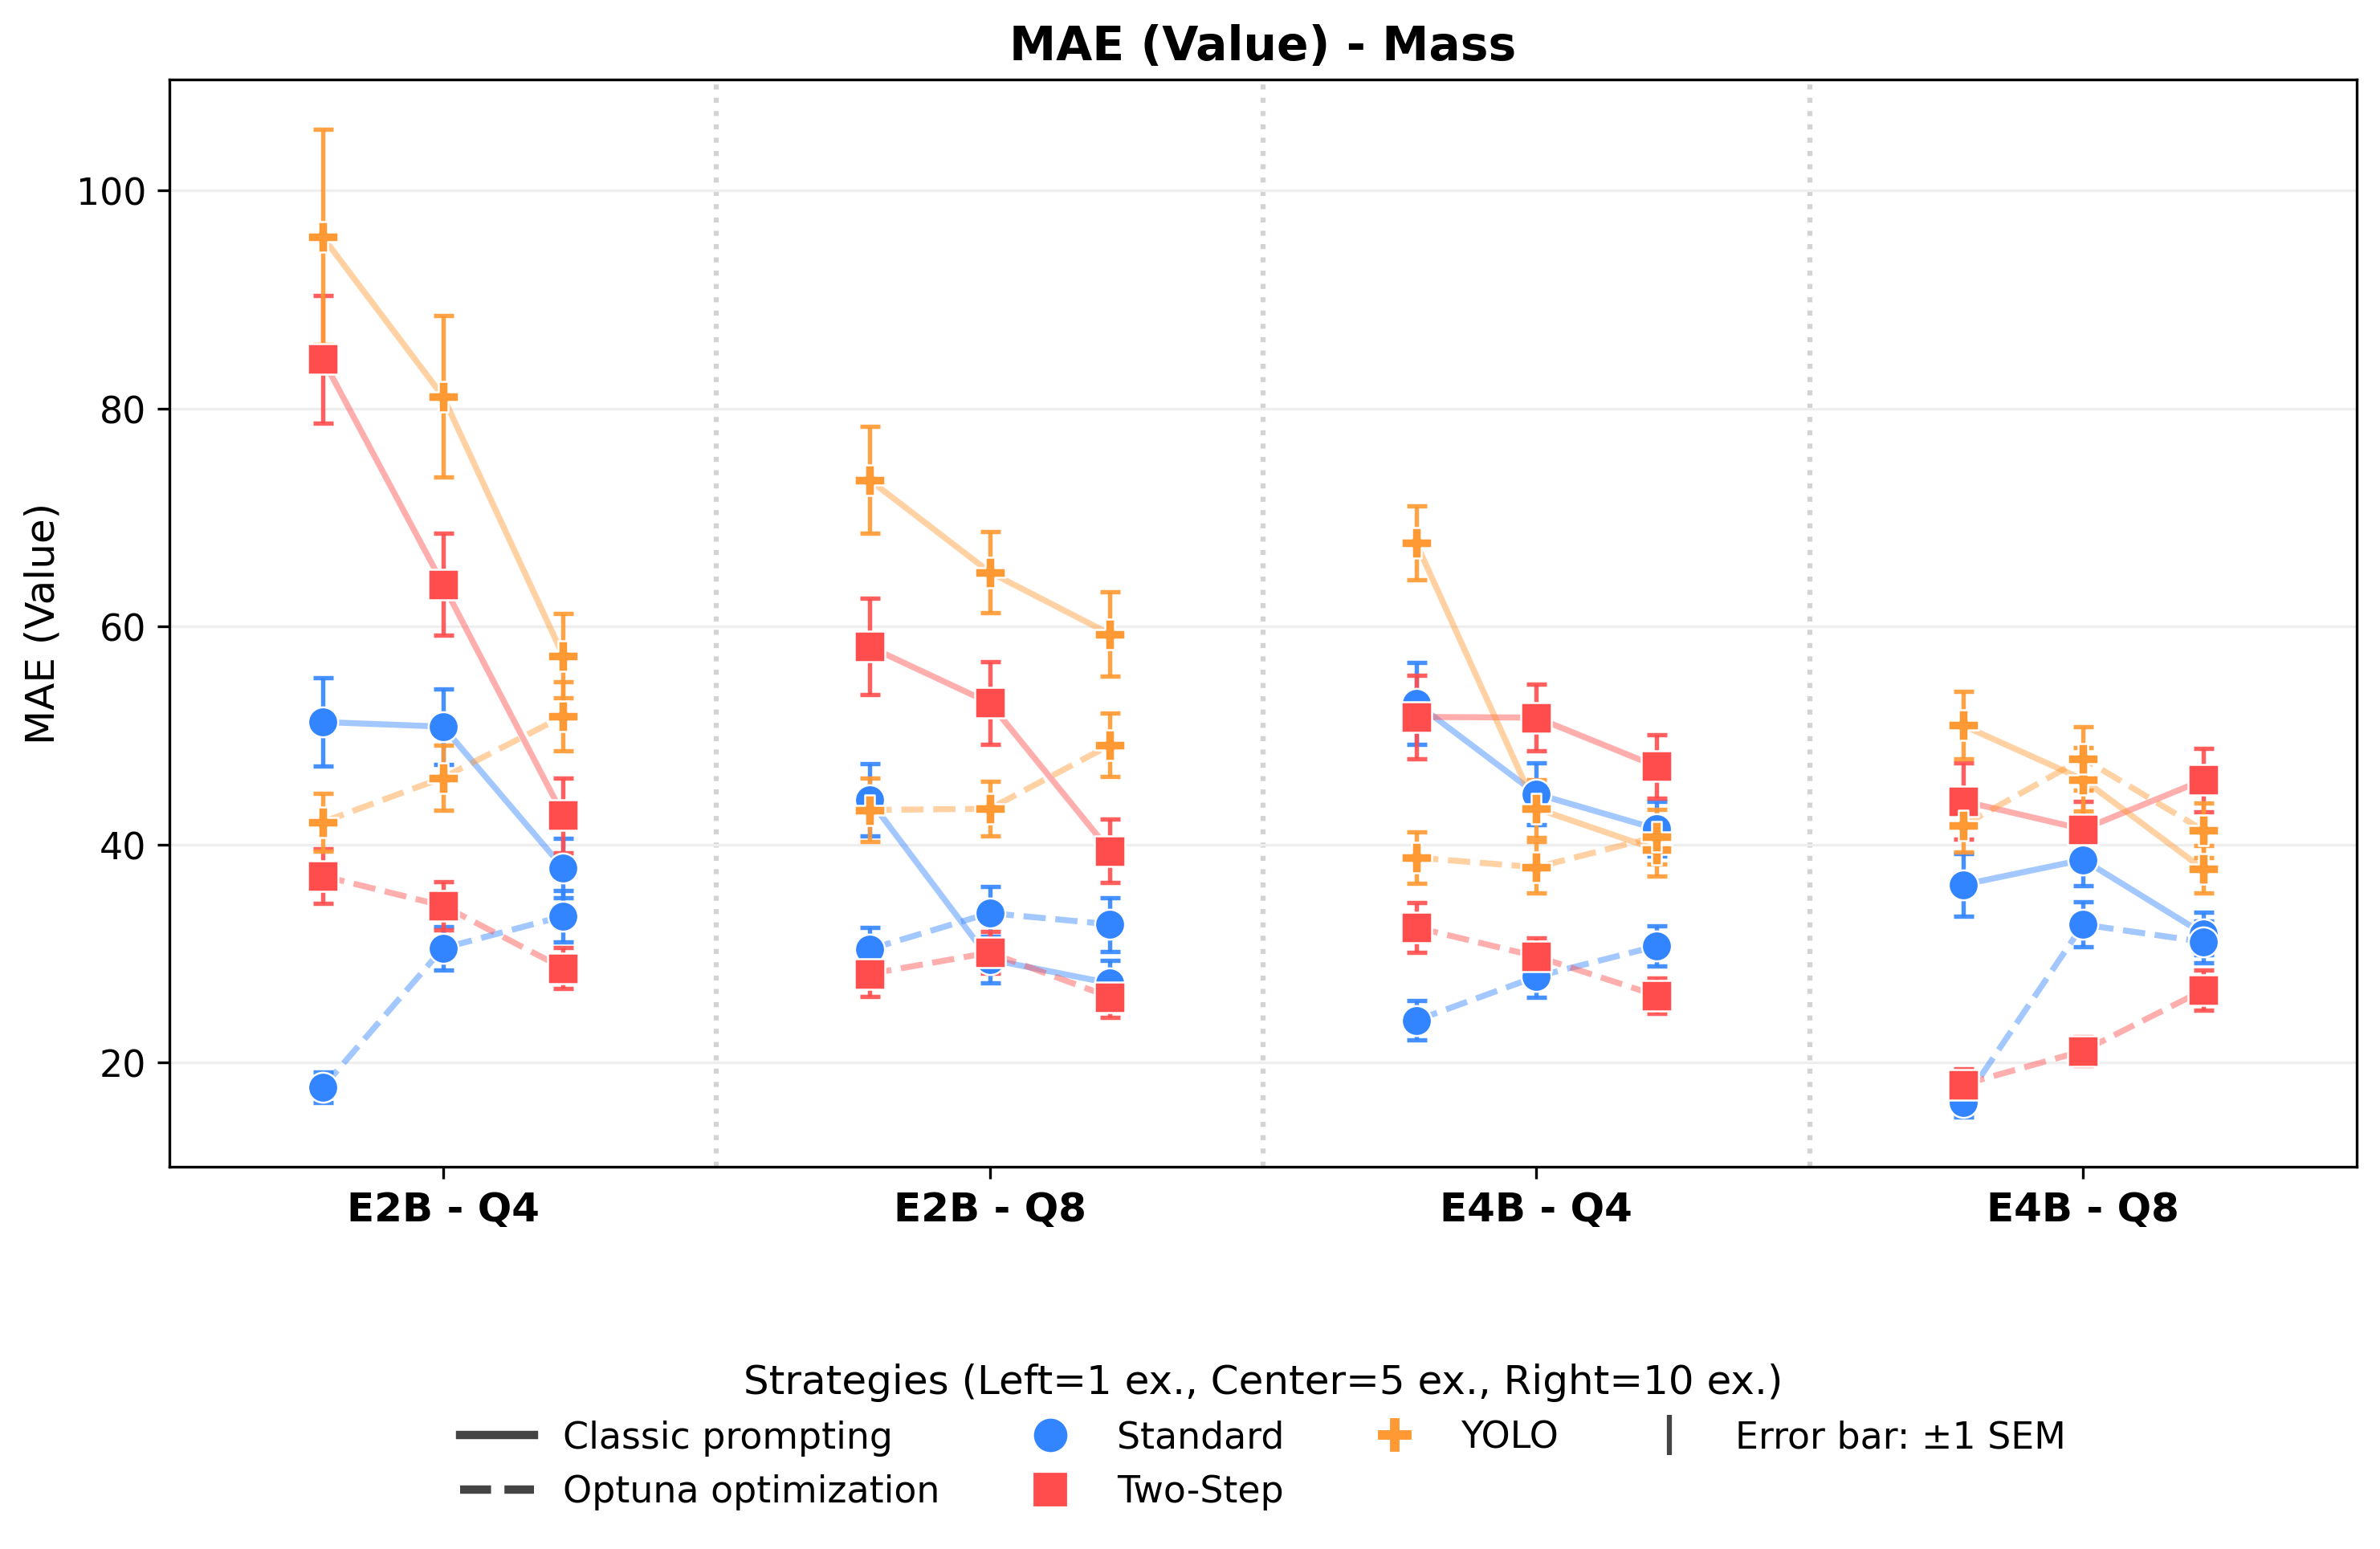 MAE (Value) - Mass
MAE (Value)
100
80
60
40
20
E2B - Q4
E2B - Q8
E4B - Q4
E4B - Q8
Strategies (Left=1 ex., Center=5 ex., Right=10 ex.)
Classic prompting
Standard
YOLO
Error bar: ±1 SEM
Optuna optimization
Two-Step